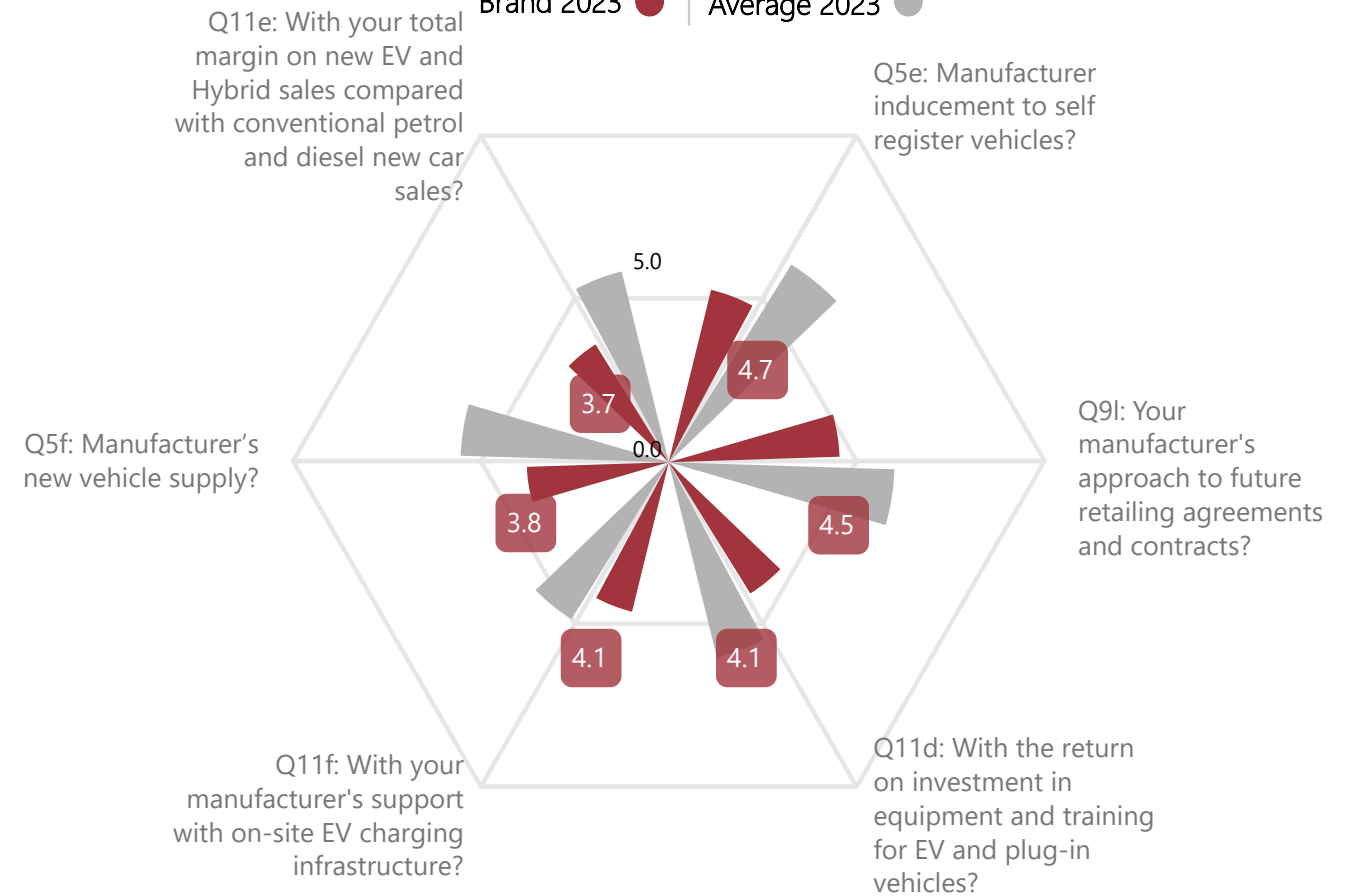 Brand 2023
Average 2023
Q11e: With your total
margin on new EV and
Hybrid sales compared
with conventional petrol
and diesel new car
sales?
Q5e: Manufacturer
inducement to self
register vehicles?
5.0
4.7
3.7
0.0
Q5f: Manufacturer’s
new vehicle supply?
Q9l: Your
manufacturer's
approach to future
retailing agreements
and contracts?
3.8
4.5
4.1
4.1
Q11f: With your
manufacturer's support
with on-site EV charging
infrastructure?
Q11d: With the return
on investment in
equipment and training
for EV and plug-in
vehicles?